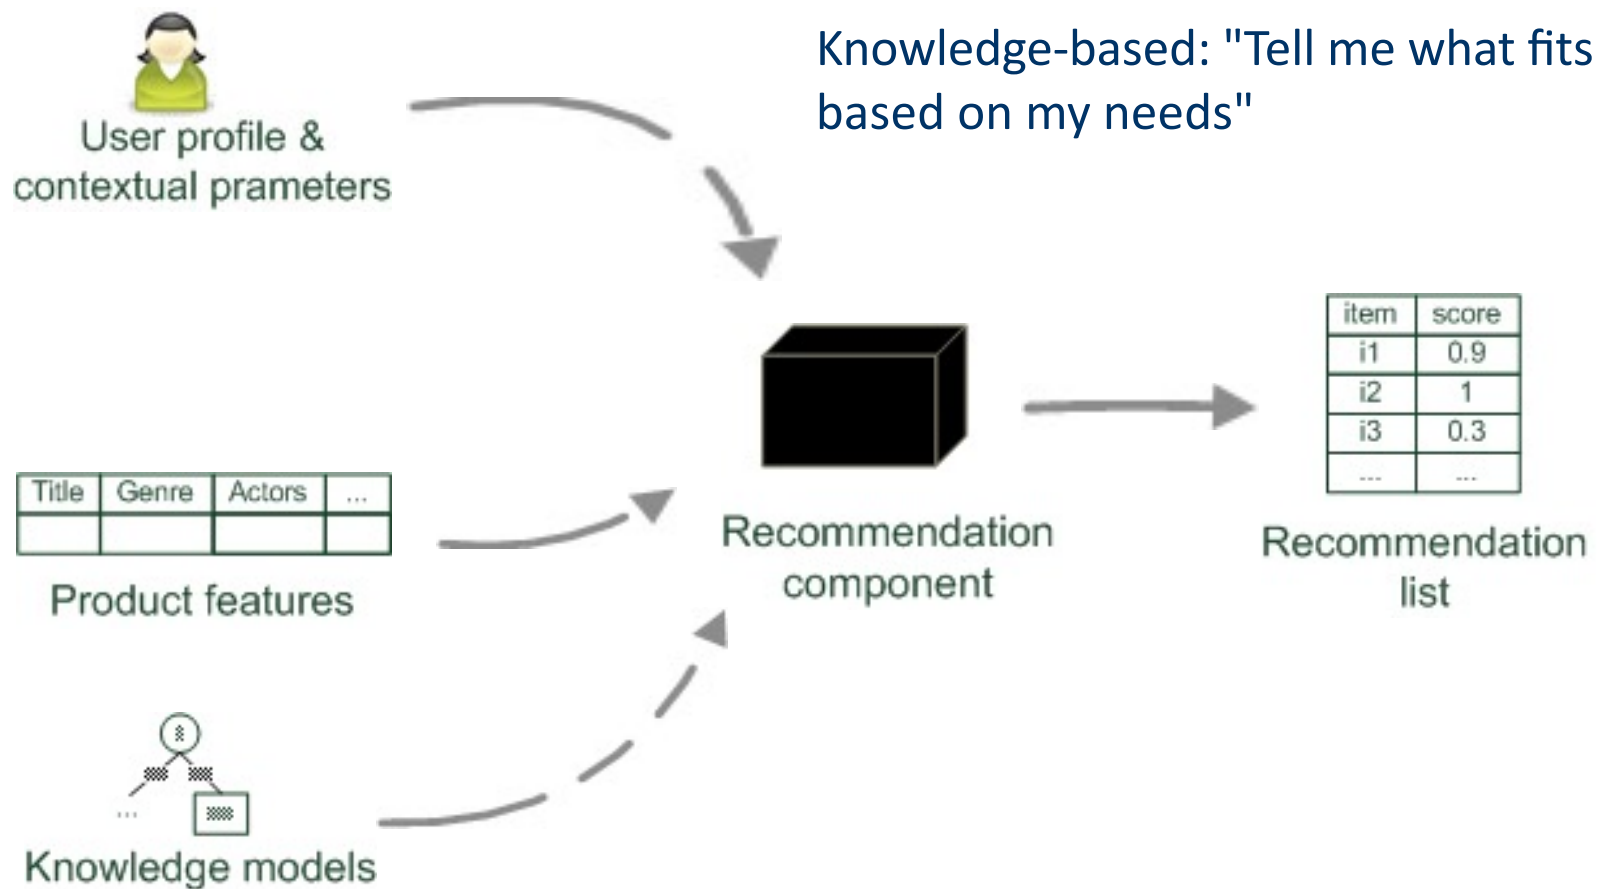 Knowledge-based: "Tell me what fits
based on my needs"
User profile &
contextual prameters
item score
i1 0.9
i2 1
i3 0.3
... ...
Title Genre Actors ...
Recommendation
component
Recommendation
list
Product features
...
Knowledge models